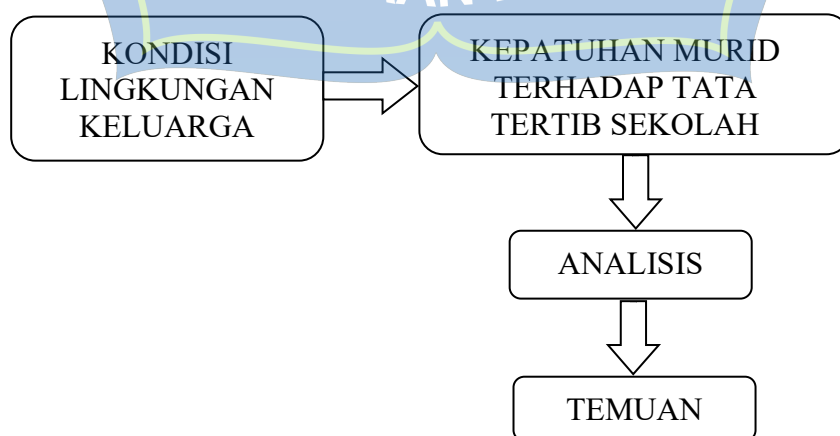 KONDISI
LINGKUNGAN
KELUARGA
KEPATUHAN MURID
TERHADAP TATA
TERTIB SEKOLAH
ANALISIS
TEMUAN